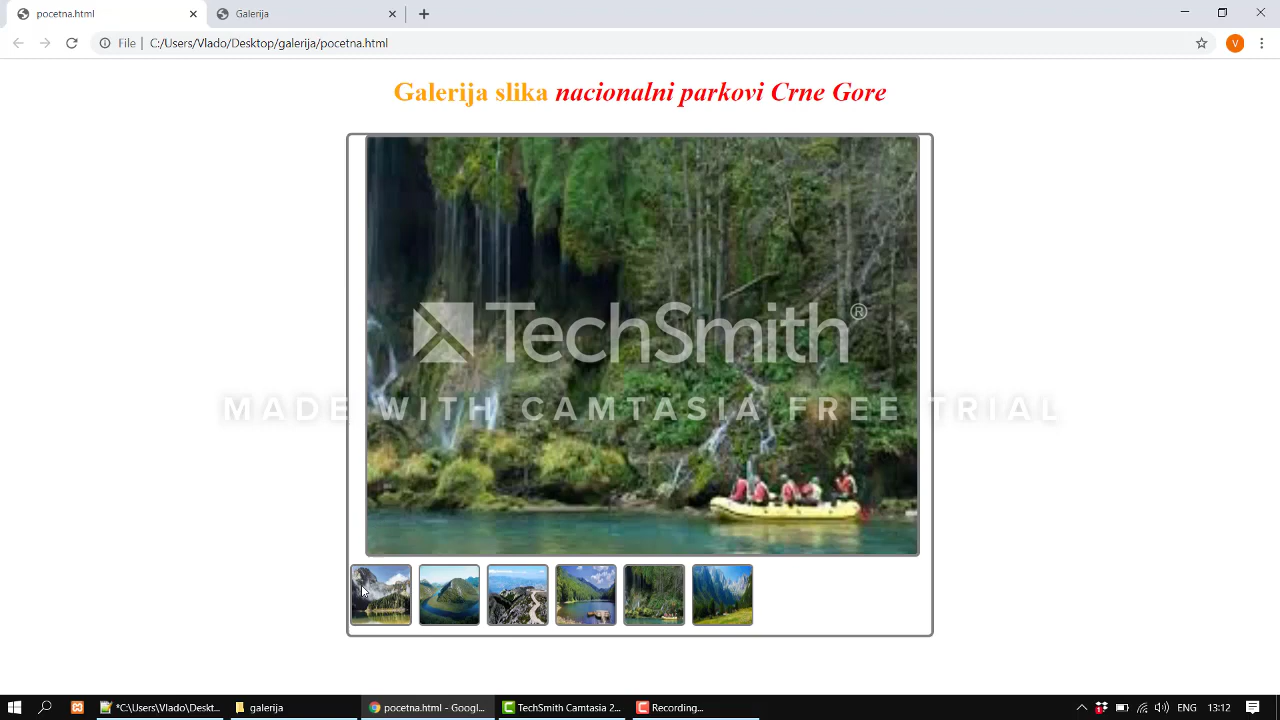 pocetna.html
Galerija
File
C:/Users/Vlado/Desktop/galerija/pocetna.html
V
Galerija slika nacionalni parkovi Crne Gore
TechSmith®
MADE WITH CAMTASIA FREE TRIAL
*C:\Users\Vlado\Deskt...
galerija
pocetna.html - Googl...
TechSmith Camtasia 2...
Recording...
ENG
13:12